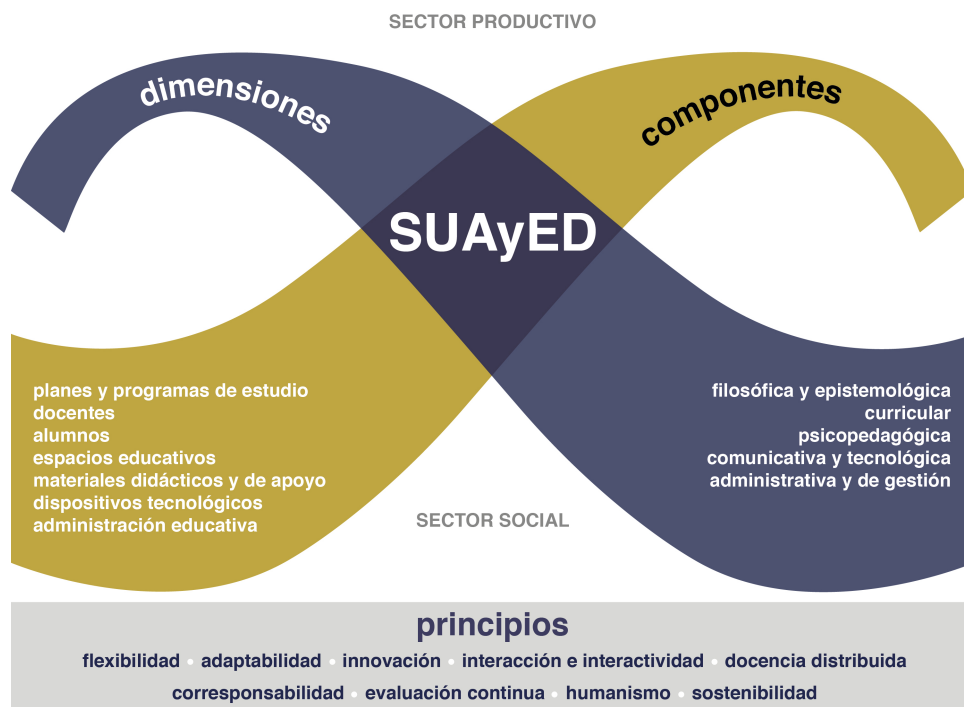 SECTOR PRODUCTIVO
dimensiones
componentes
SUAyED
planes y programas de estudio
docentes
alumnos
espacios educativos
materiales didácticos y de apoyo
dispositivos tecnológicos
administración educativa
filosófica y epistemológica
curricular
psicopedagógica
comunicativa y tecnológica
administrativa y de gestión
SECTOR SOCIAL
principios
flexibilidad • adaptabilidad • innovación • interacción e interactividad • docencia distribuida
corresponsabilidad • evaluación continua • humanismo • sostenibilidad